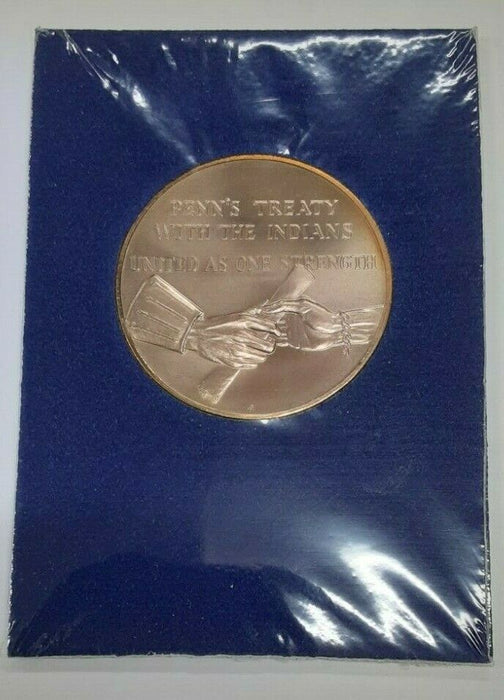 PENN'S TREATY
WITH THE INDIANS
UNITED AS ONE STRENGTH